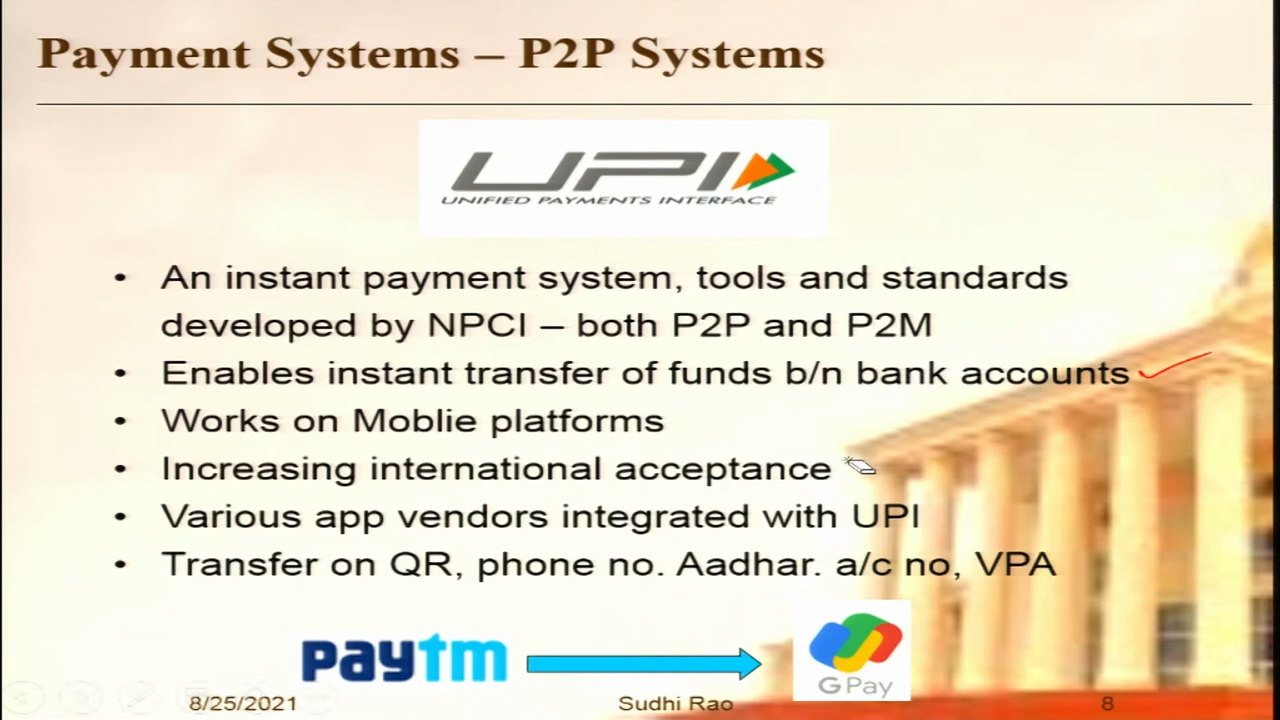 Payment Systems – P2P Systems
UPI
UNIFIED PAYMENTS INTERFACE
• An instant payment system, tools and standards
developed by NPCI – both P2P and P2M
• Enables instant transfer of funds b/n bank accounts
• Works on Moblie platforms
• Increasing international acceptance
• Various app vendors integrated with UPI
• Transfer on QR, phone no. Aadhar. a/c no, VPA
paytm
G Pay
8/25/2021 Sudhi Rao 8